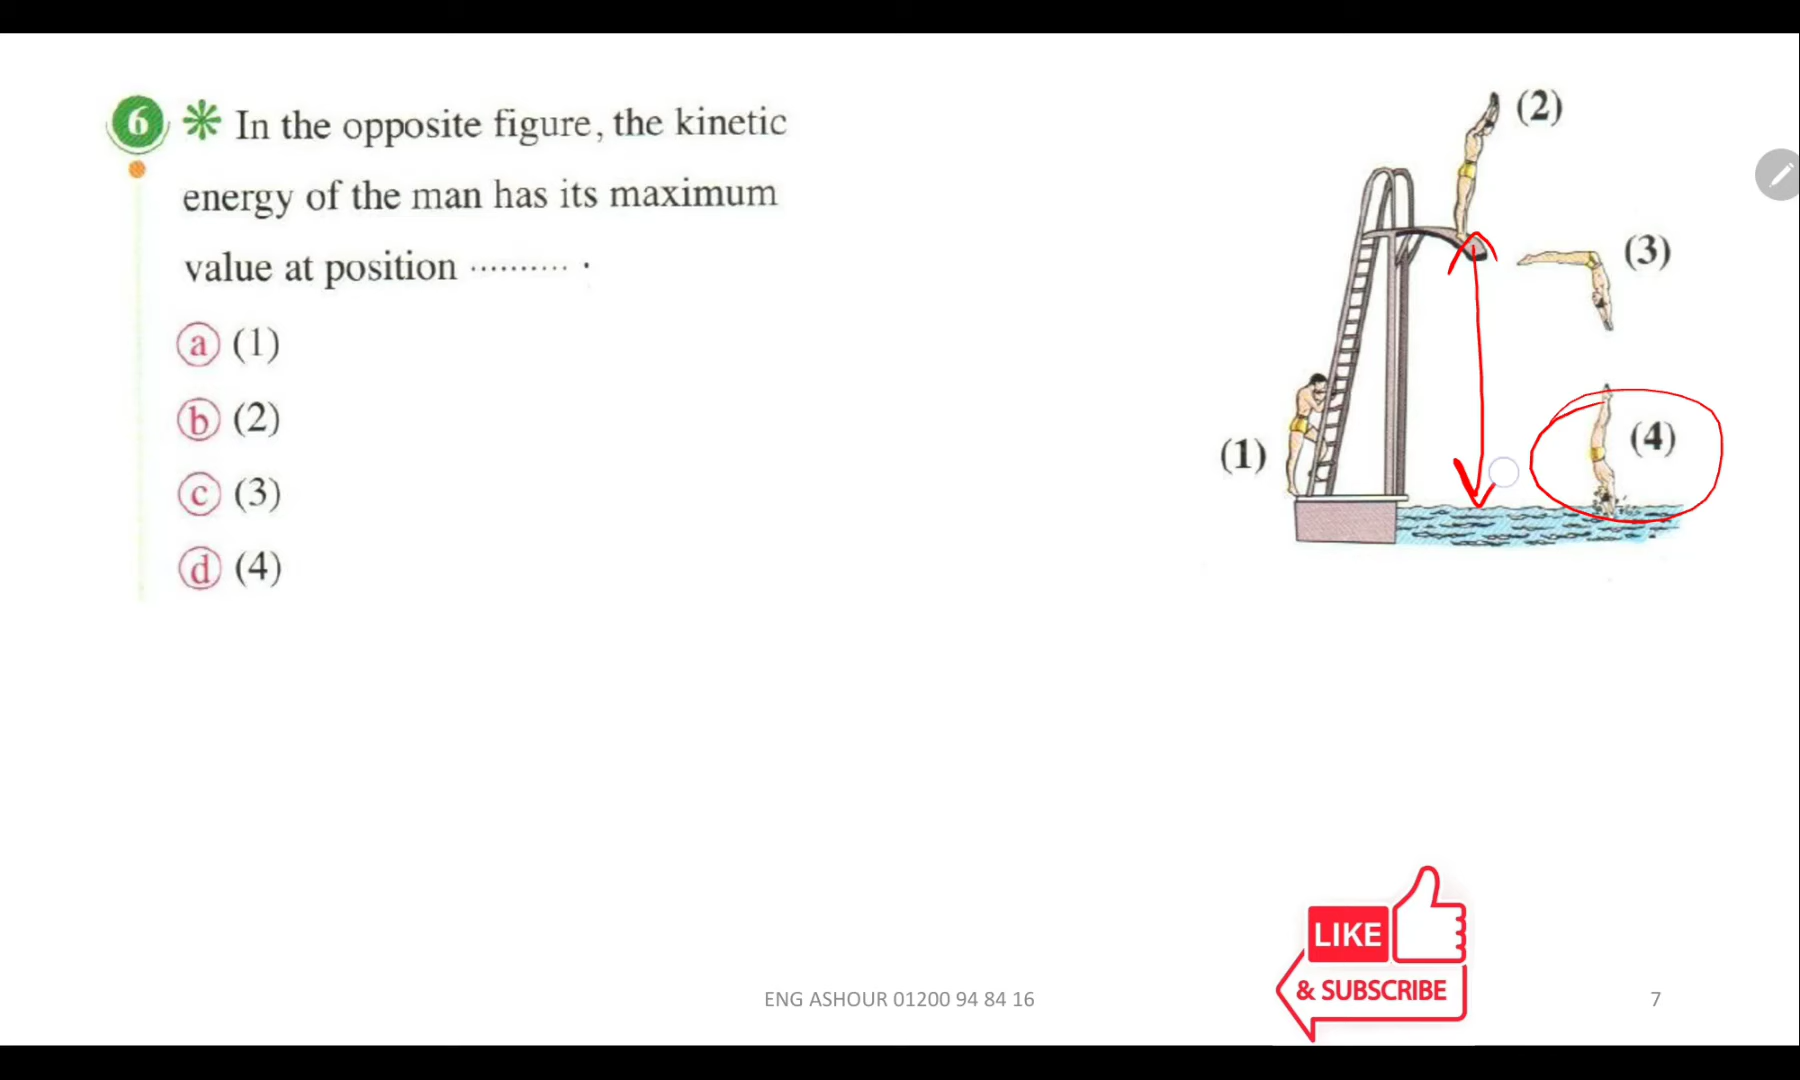 6 * In the opposite figure, the kinetic
energy of the man has its maximum
value at position .......... .
a (1)
b (2)
c (3)
d (4)
(2)
(3)
(4)
(1)
LIKE
& SUBSCRIBE
ENG ASHOUR 01200 94 84 16
7